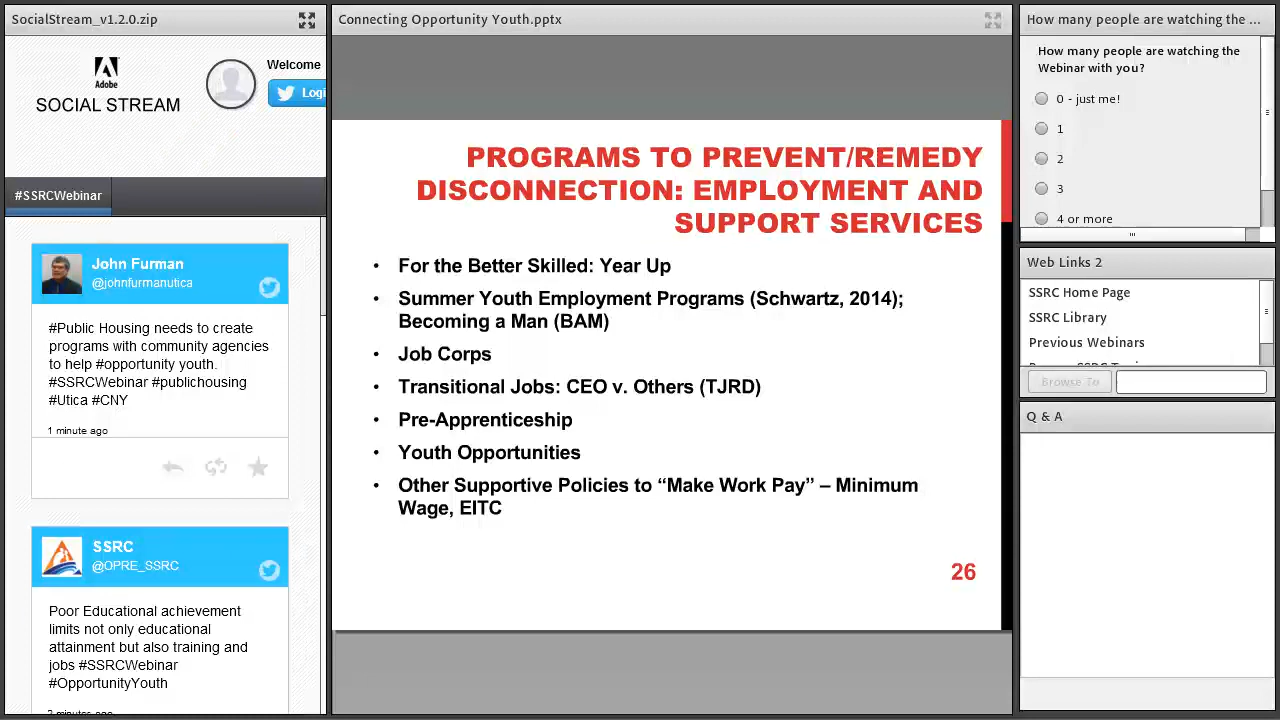 SocialStream_v1.2.0.zip
Adobe
SOCIAL STREAM
Welcome
Logi
#SSRCWebinar
John Furman
@johnfurmanutica
#Public Housing needs to create
programs with community agencies
to help #opportunity youth.
#SSRCWebinar #publichousing
#Utica #CNY
1 minute ago
SSRC
@OPRE_SSRC
Poor Educational achievement
limits not only educational
attainment but also training and
jobs #SSRCWebinar
#OpportunityYouth
2 minutes ago
Connecting Opportunity Youth.pptx
PROGRAMS TO PREVENT/REMEDY
DISCONNECTION: EMPLOYMENT AND
SUPPORT SERVICES
• For the Better Skilled: Year Up
• Summer Youth Employment Programs (Schwartz, 2014);
Becoming a Man (BAM)
• Job Corps
• Transitional Jobs: CEO v. Others (TJRD)
• Pre-Apprenticeship
• Youth Opportunities
• Other Supportive Policies to “Make Work Pay” – Minimum
Wage, EITC
26
How many people are watching the ...
How many people are watching the
Webinar with you?
0 - just me!
1
2
3
4 or more
Web Links 2
SSRC Home Page
SSRC Library
Previous Webinars
Browse To
Q & A